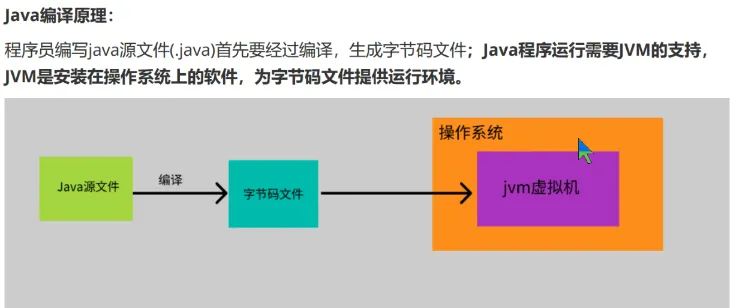 Java编译原理：
程序员编写java源文件(.java)首先要经过编译，生成字节码文件；Java程序运行需要JVM的支持，
JVM是安装在操作系统上的软件，为字节码文件提供运行环境。
操作系统
Java源文件
编译
字节码文件
jvm虚拟机